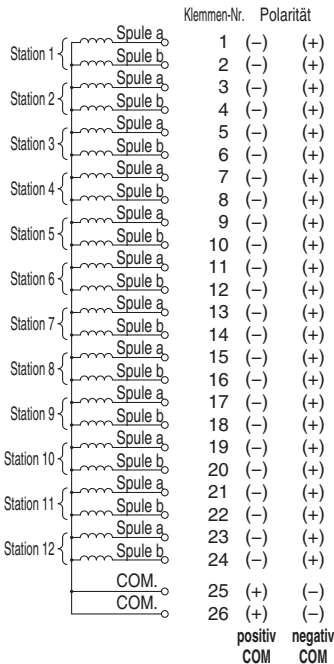 Klemmen-Nr. Polarität
Station 1 Spule a 1 (–) (+)
Spule b 2 (–) (+)
Station 2 Spule a 3 (–) (+)
Spule b 4 (–) (+)
Station 3 Spule a 5 (–) (+)
Spule b 6 (–) (+)
Station 4 Spule a 7 (–) (+)
Spule b 8 (–) (+)
Station 5 Spule a 9 (–) (+)
Spule b 10 (–) (+)
Station 6 Spule a 11 (–) (+)
Spule b 12 (–) (+)
Station 7 Spule a 13 (–) (+)
Spule b 14 (–) (+)
Station 8 Spule a 15 (–) (+)
Spule b 16 (–) (+)
Station 9 Spule a 17 (–) (+)
Spule b 18 (–) (+)
Station 10 Spule a 19 (–) (+)
Spule b 20 (–) (+)
Station 11 Spule a 21 (–) (+)
Spule b 22 (–) (+)
Station 12 Spule a 23 (–) (+)
Spule b 24 (–) (+)
COM. 25 (+) (–)
COM. 26 (+) (–)
positiv negativ
COM COM